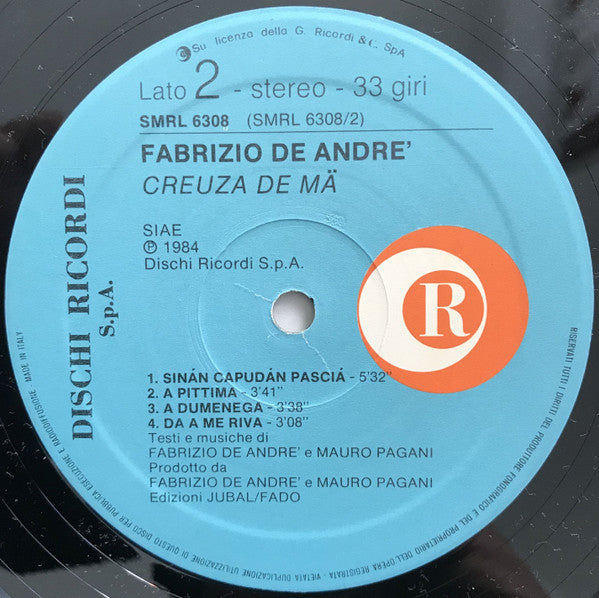 Su licenza della G. Ricordi & C. SpA
Lato 2 - stereo - 33 giri
SMRL 6308 (SMRL 6308/2)
FABRIZIO DE ANDRE'
CREUZA DE MÄ
SIAE
℗ 1984
Dischi Ricordi S.p.A.
DISCHI RICORDI
S.p.A.
R
1. SINÁN CAPUDÁN PASCIÁ - 5'32"
2. A PITTIMA - 3'41"
3. A DUMENEGA - 3'38"
4. DA A ME RIVA - 3'08"
Testi e musiche di
FABRIZIO DE ANDRE' e MAURO PAGANI
Prodotto da
FABRIZIO DE ANDRE' e MAURO PAGANI
Edizioni JUBAL/FADO
RISERVATI TUTTI I DIRITTI DEL PRODUTTORE FONOGRAFICO E DEL PROPRIETARIO DELL'OPERA REGISTRATA - VIETATA DUPLICAZIONE UTILIZZAZIONE DI QUESTO DISCO PER PUBBLICA ESECUZIONE E RADIODIFFUSIONE MADE IN ITALY